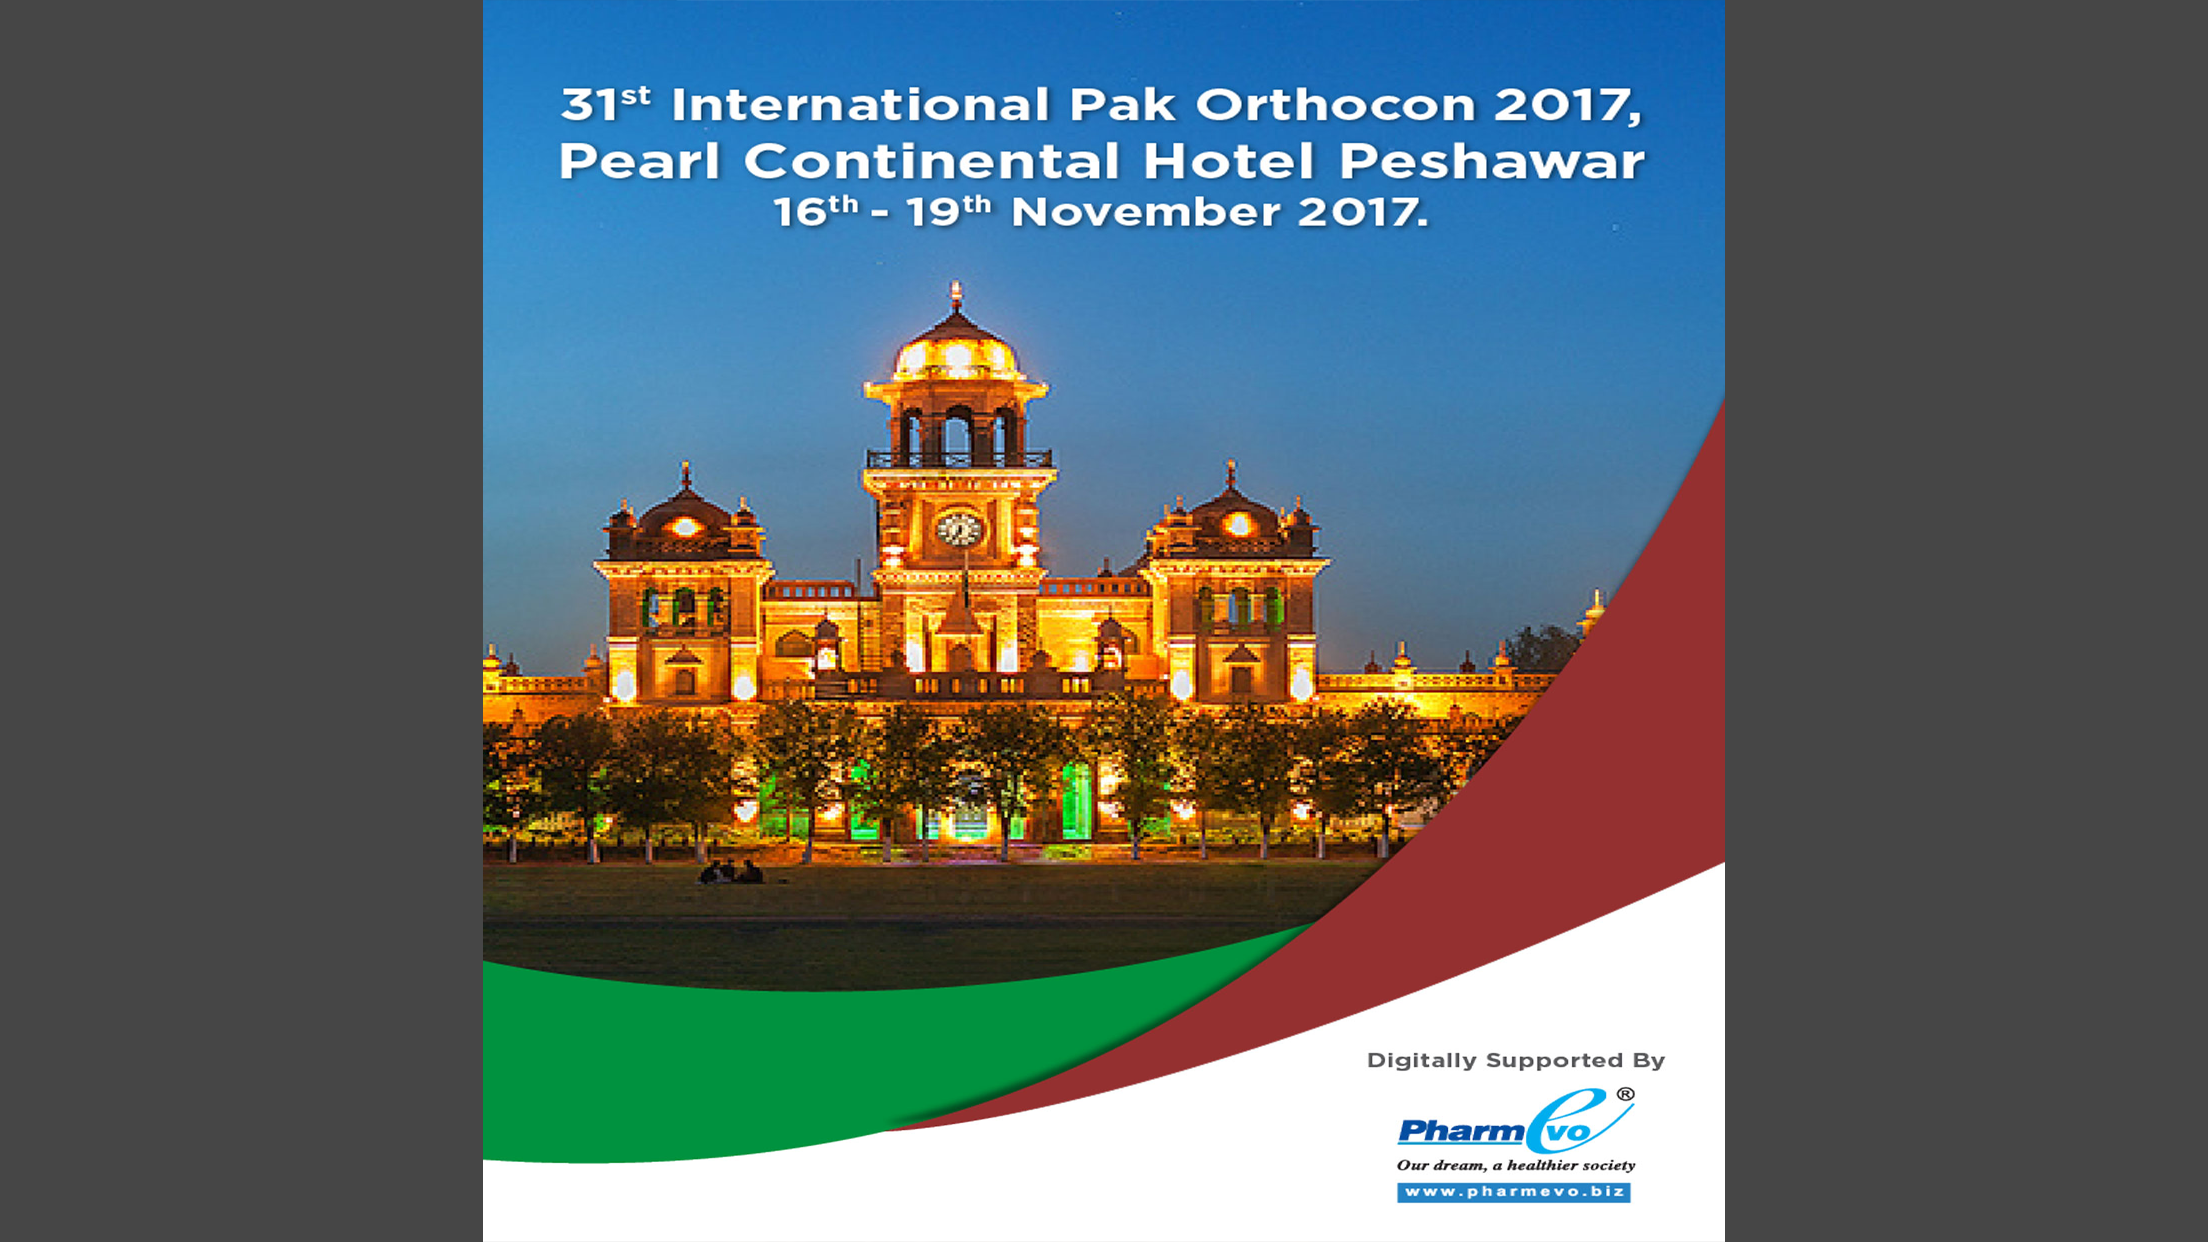 31st International Pak Orthocon 2017,
Pearl Continental Hotel Peshawar
16th - 19th November 2017.
Digitally Supported By
Pharmevo®
Our dream, a healthier society
www.pharmevo.biz